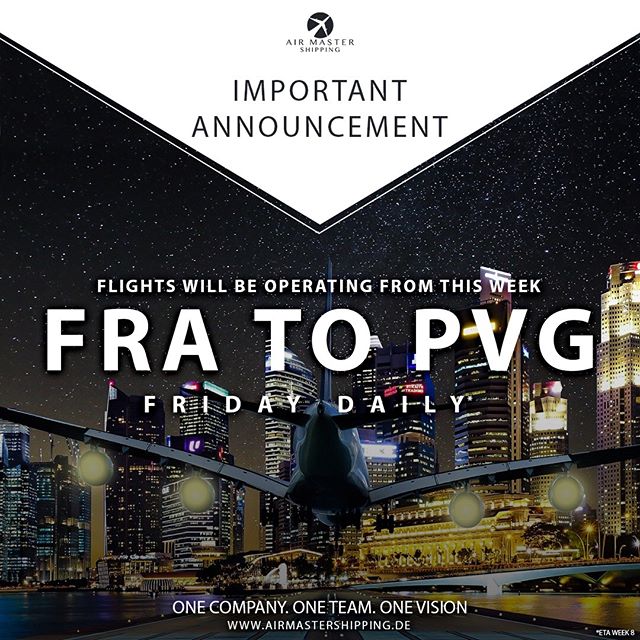 AIR MASTER
SHIPPING
IMPORTANT
ANNOUNCEMENT
FLIGHTS WILL BE OPERATING FROM THIS WEEK
FRA TO PVG
FRIDAY DAILY*
ONE COMPANY. ONE TEAM. ONE VISION
WWW.AIRMASTERSHIPPING.DE
*ETA WEEK 8